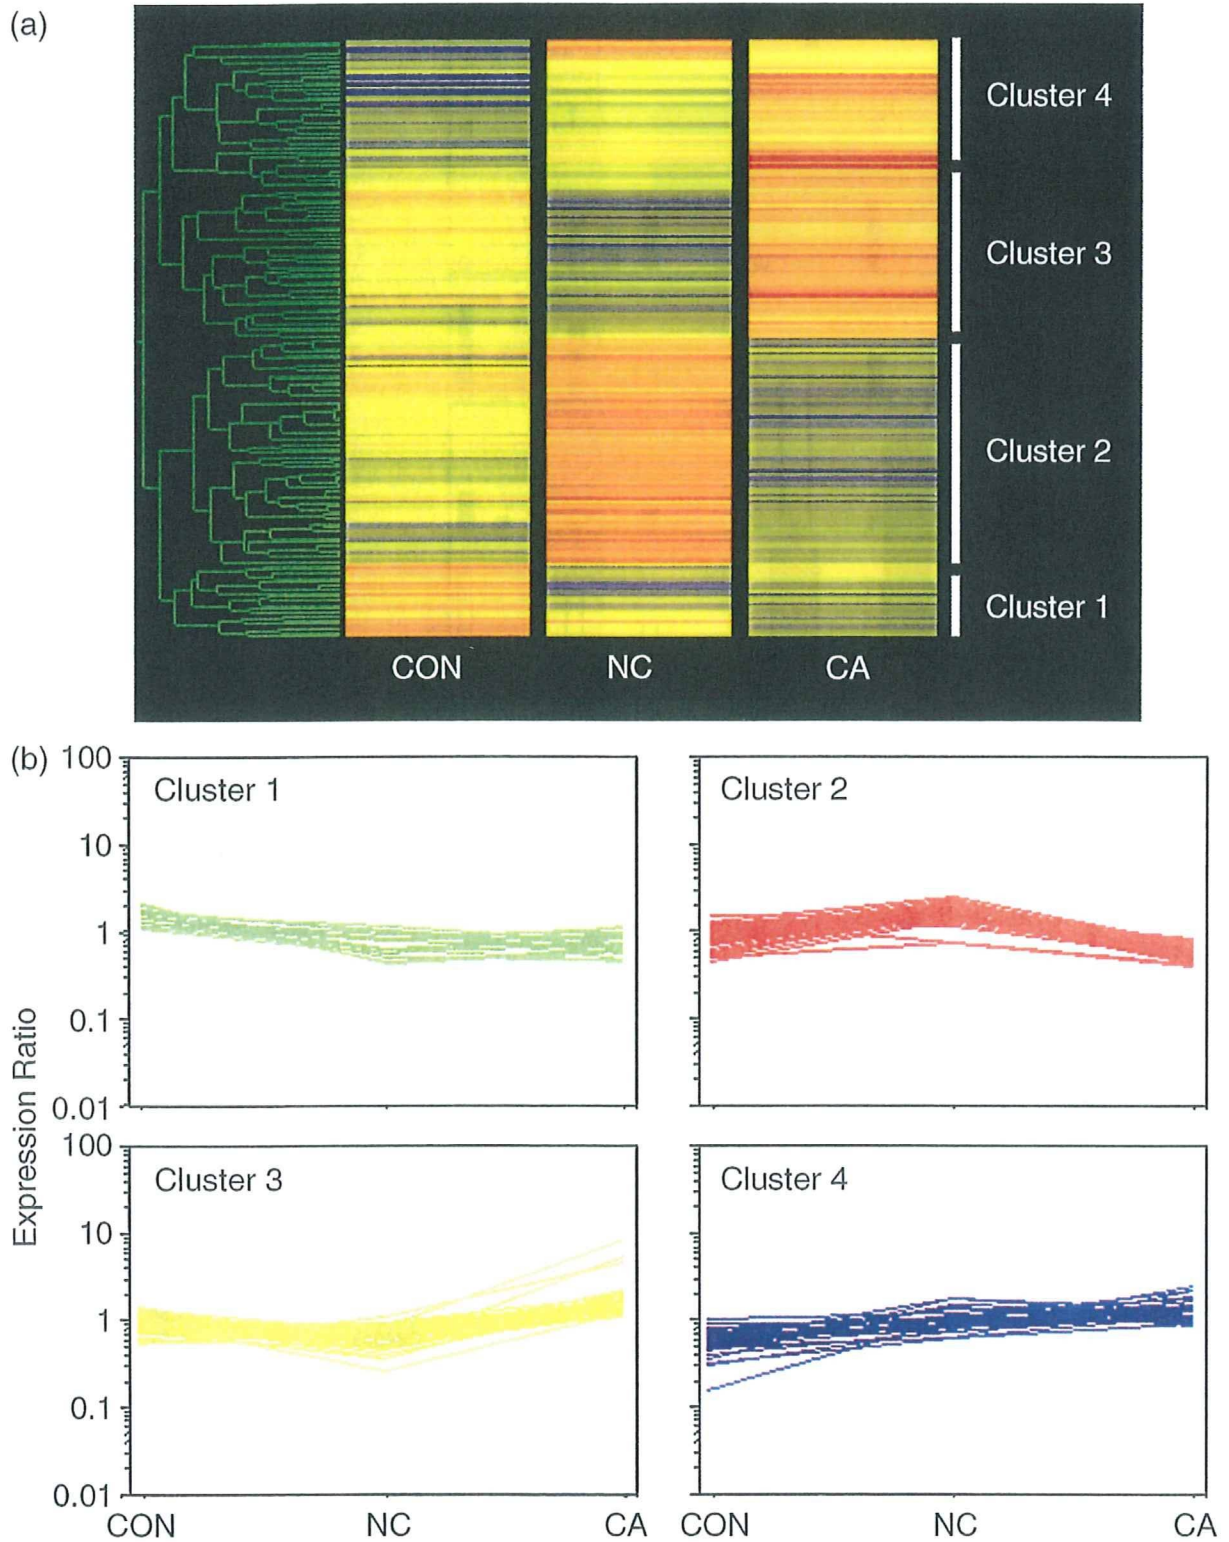 (a)
Cluster 4
Cluster 3
Cluster 2
Cluster 1
CON NC CA
(b)
Expression Ratio
100
10
1
0.1
0.01
Cluster 1
Cluster 2
100
10
1
0.1
0.01
Cluster 3
Cluster 4
CON NC CA CON NC CA